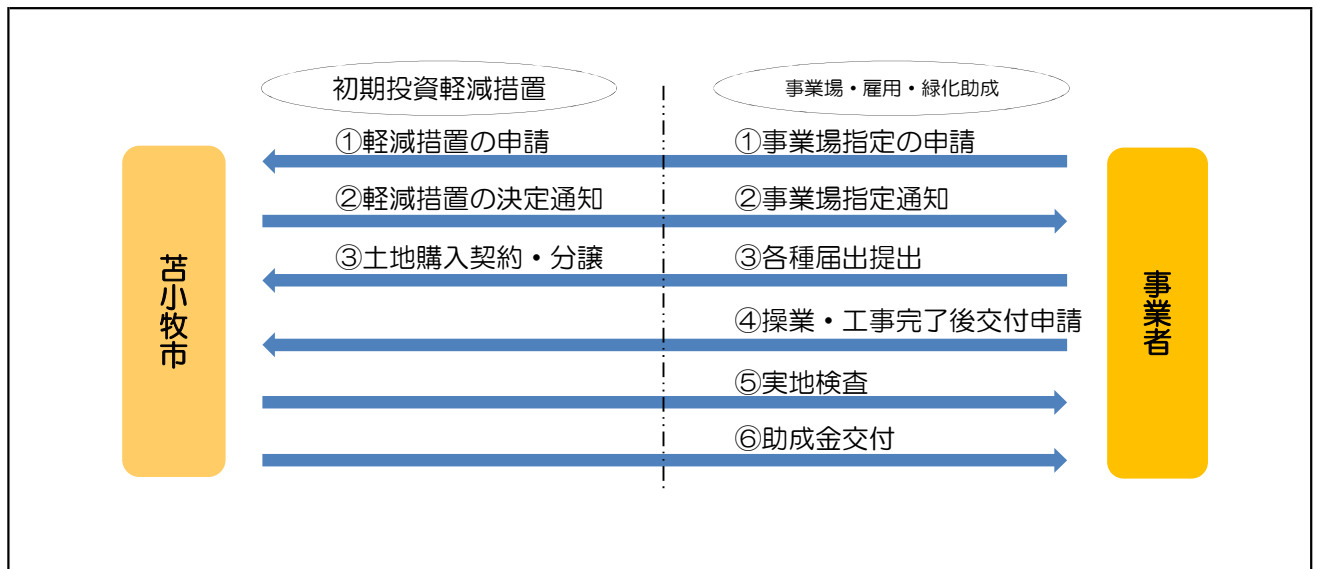 初期投資軽減措置
事業場・雇用・緑化助成
①軽減措置の申請
①事業場指定の申請
②軽減措置の決定通知
②事業場指定通知
③土地購入契約・分譲
③各種届出提出
④操業・工事完了後交付申請
⑤実地検査
⑥助成金交付
苫小牧市
事業者